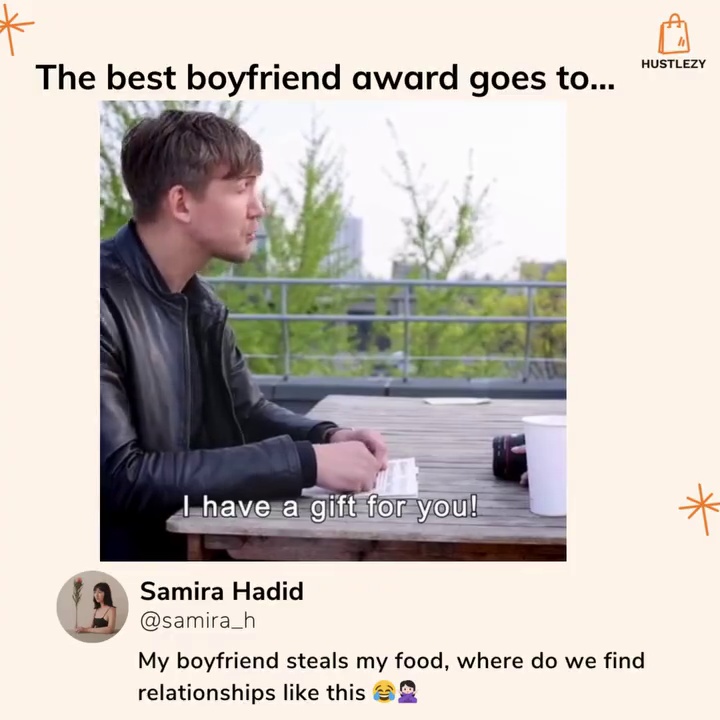 HUSTLEZY
The best boyfriend award goes to...
I have a gift for you!
Samira Hadid
@samira_h
My boyfriend steals my food, where do we find
relationships like this 😂🤦🏻‍♀️